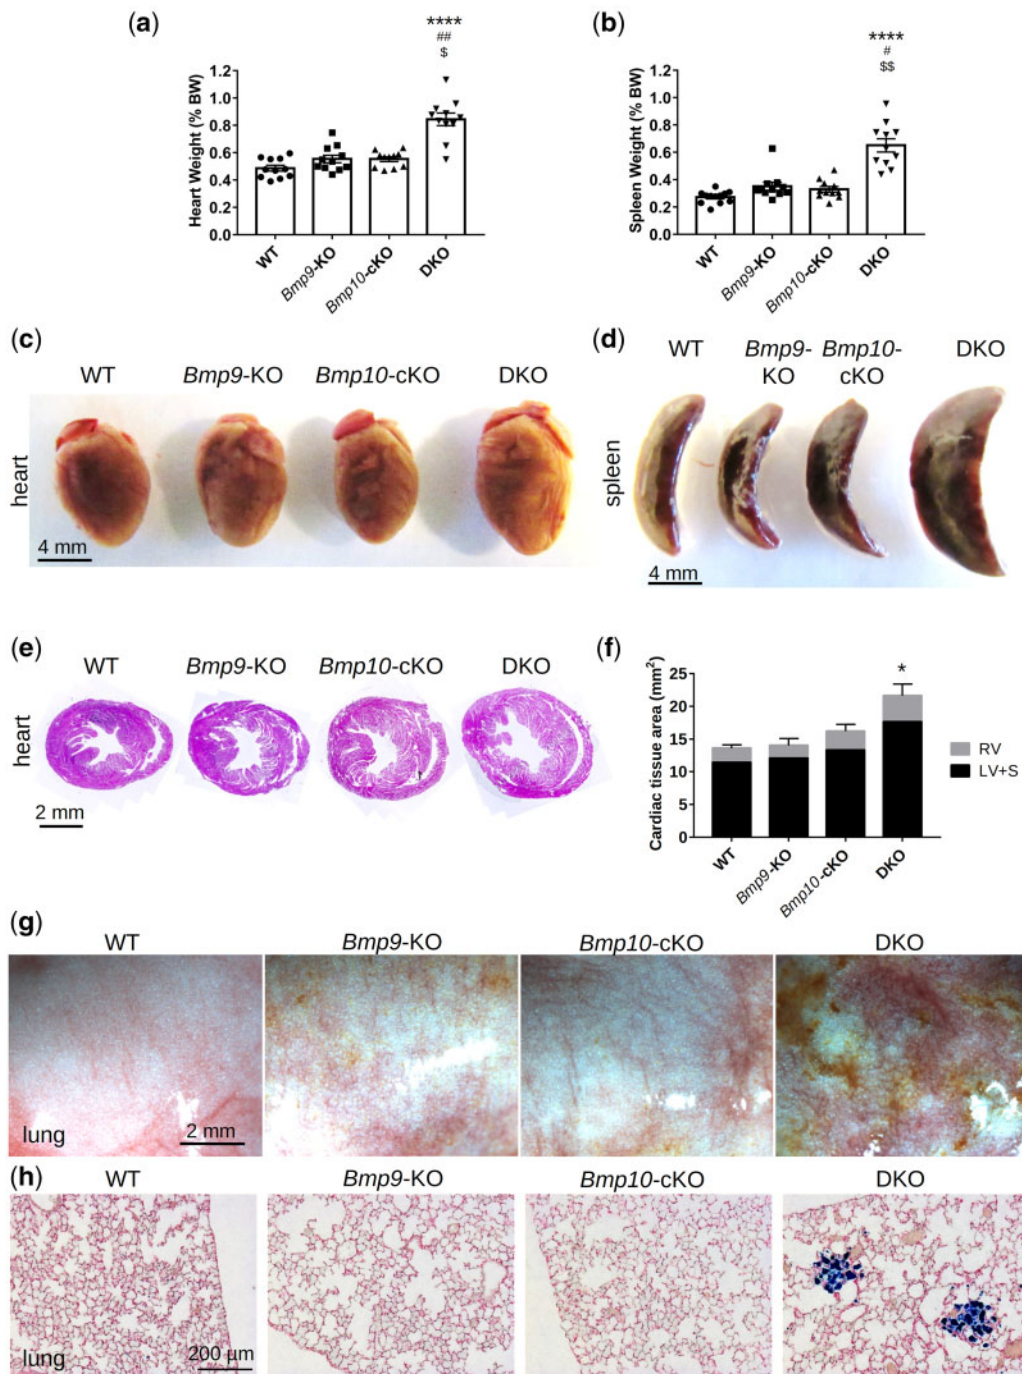 (a)
****
##
$
Heart Weight (% BW)
1.2
1.0
0.8
0.6
0.4
0.2
0.0
WT
Bmp9-KO
Bmp10-cKO
DKO
(b)
****
#
$$
Spleen Weight (% BW)
1.2
1.0
0.8
0.6
0.4
0.2
0.0
WT
Bmp9-KO
Bmp10-cKO
DKO
(c)
WT
Bmp9-KO
Bmp10-cKO
DKO
heart
4 mm
(d)
WT
Bmp9-
KO
Bmp10-
cKO
DKO
spleen
4 mm
(e)
WT
Bmp9-KO
Bmp10-cKO
DKO
heart
2 mm
(f)
Cardiac tissue area (mm²)
25
20
15
10
5
0
*
WT
Bmp9-KO
Bmp10-cKO
DKO
RV
LV+S
(g)
WT
Bmp9-KO
Bmp10-cKO
DKO
lung
2 mm
(h)
WT
Bmp9-KO
Bmp10-cKO
DKO
lung
200 µm